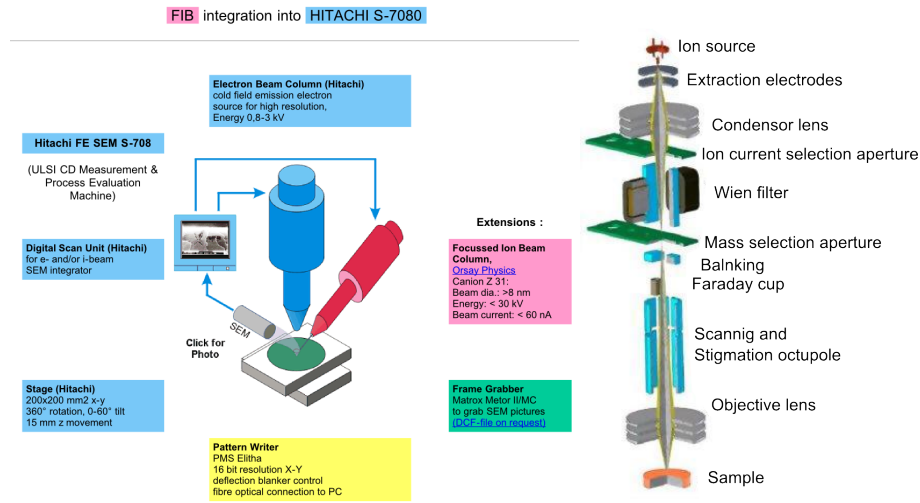 FIB integration into HITACHI S-7080
Electron Beam Column (Hitachi)
cold field emission electron
source for high resolution,
Energy 0,8-3 kV
Hitachi FE SEM S-708
(ULSI CD Measurement &
Process Evaluation
Machine)
Digital Scan Unit (Hitachi)
for e- and/or i-beam
SEM integrator
SEM
Click for
Photo
Stage (Hitachi)
200x200 mm2 x-y
360° rotation, 0-60° tilt
15 mm z movement
Pattern Writer
PMS Elitha
16 bit resolution X-Y
deflection blanker control
fibre optical connection to PC
Extensions :
Focussed Ion Beam
Column,
Orsay Physics
Canion Z 31:
Beam dia.: >8 nm
Energy: < 30 kV
Beam current: < 60 nA
Frame Grabber
Matrox Metor II/MC
to grab SEM pictures
(DCF-file on request)
Ion source
Extraction electrodes
Condensor lens
Ion current selection aperture
Wien filter
Mass selection aperture
Balnking
Faraday cup
Scannig and
Stigmation octupole
Objective lens
Sample